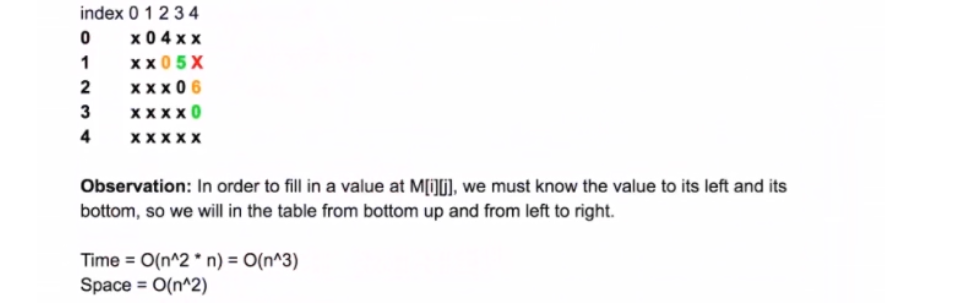 index 0 1 2 3 4
0 x 0 4 x x
1 x x 0 5 X
2 x x x 0 6
3 x x x x 0
4 x x x x x
Observation: In order to fill in a value at M[i][j], we must know the value to its left and its
bottom, so we will in the table from bottom up and from left to right.
Time = O(n^2 * n) = O(n^3)
Space = O(n^2)